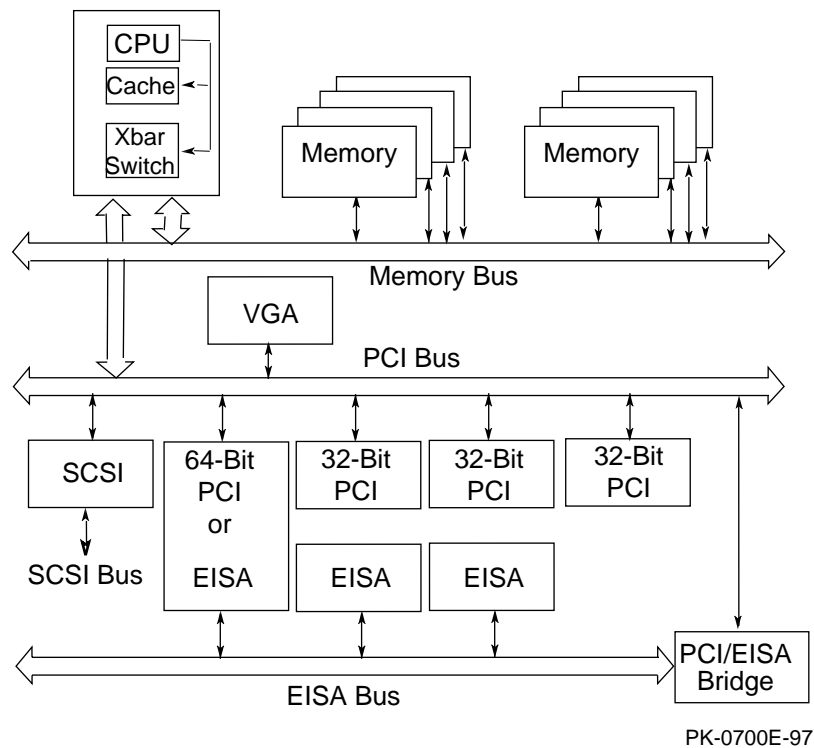 CPU
Cache
Xbar
Switch
Memory
Memory
Memory Bus
VGA
PCI Bus
SCSI
64-Bit
PCI
or
EISA
32-Bit
PCI
32-Bit
PCI
32-Bit
PCI
SCSI Bus
EISA
EISA
EISA Bus
PCI/EISA
Bridge
PK-0700E-97